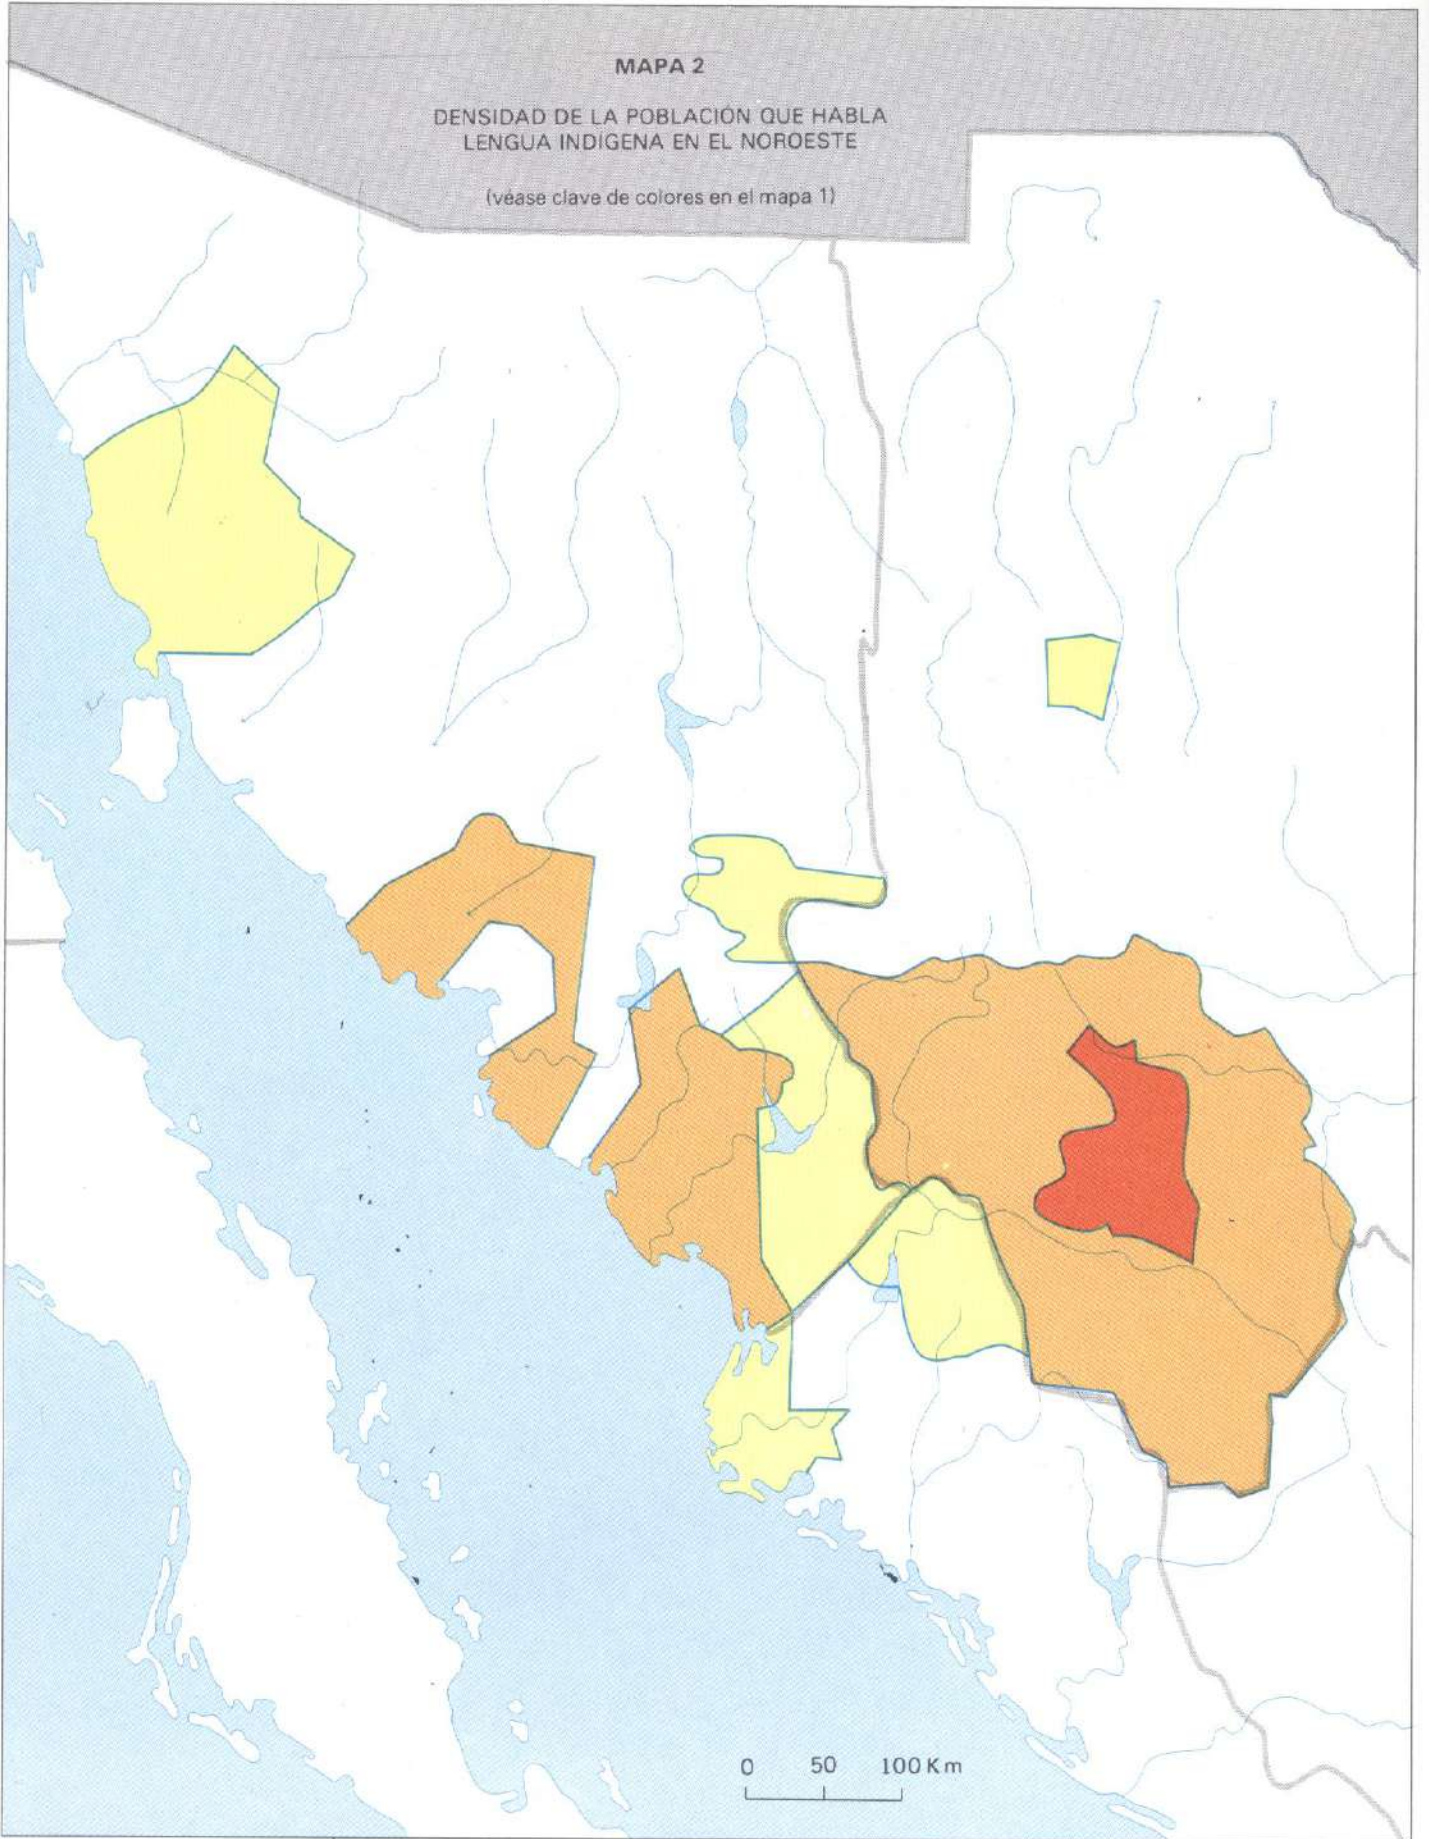 MAPA 2
DENSIDAD DE LA POBLACIÓN QUE HABLA
LENGUA INDIGENA EN EL NOROESTE
(véase clave de colores en el mapa 1)
0 50 100 Km